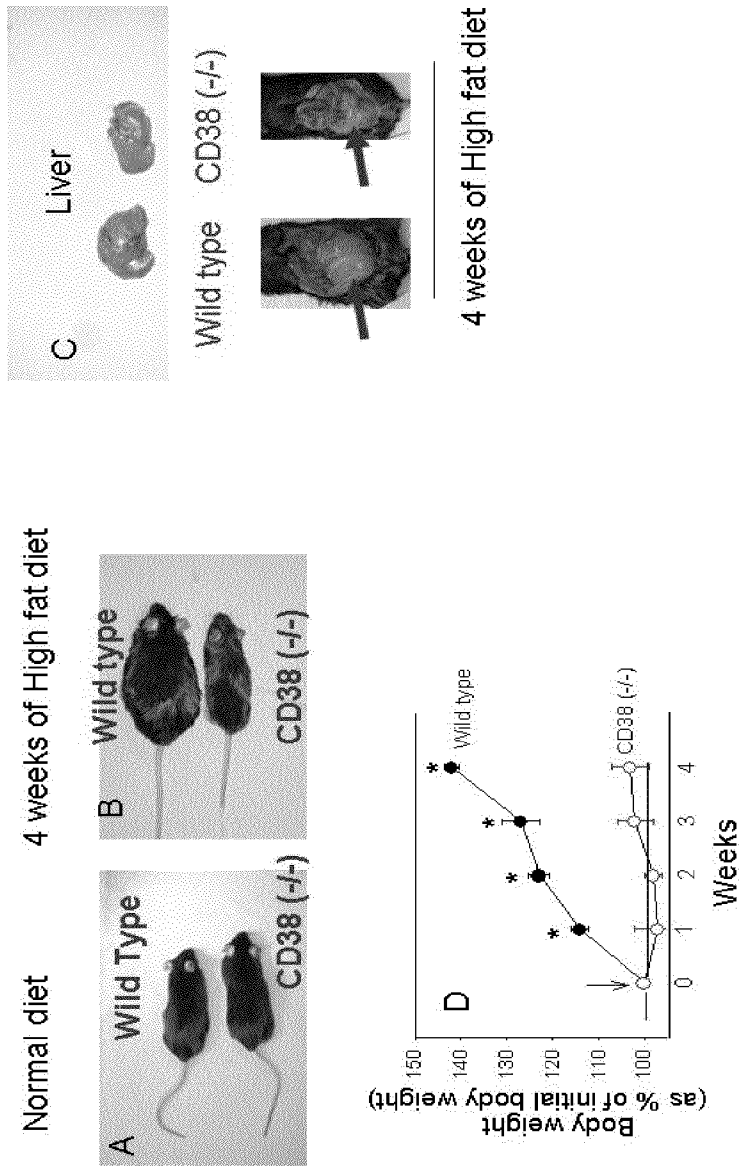 Normal diet
4 weeks of High fat diet
A
Wild Type
CD38 (-/-)
B
Wild type
CD38 (-/-)
C
Liver
Wild type
CD38 (-/-)
4 weeks of High fat diet
D
Body weight
(as % of initial body weight)
150
140
130
120
110
100
*
*
*
*
Wild type
CD38 (-/-)
0
1
2
3
4
Weeks